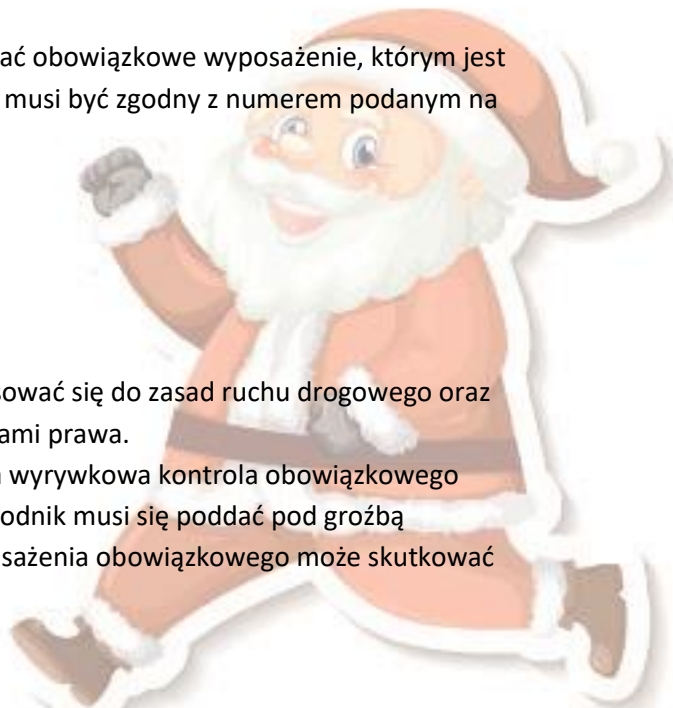 ać obowiązkowe wyposażenie, którym jest
musi być zgodny z numerem podanym na
sować się do zasad ruchu drogowego oraz
ami prawa.
wyrywkowa kontrola obowiązkowego
odnik musi się poddać pod groźbą
sażenia obowiązkowego może skutkować